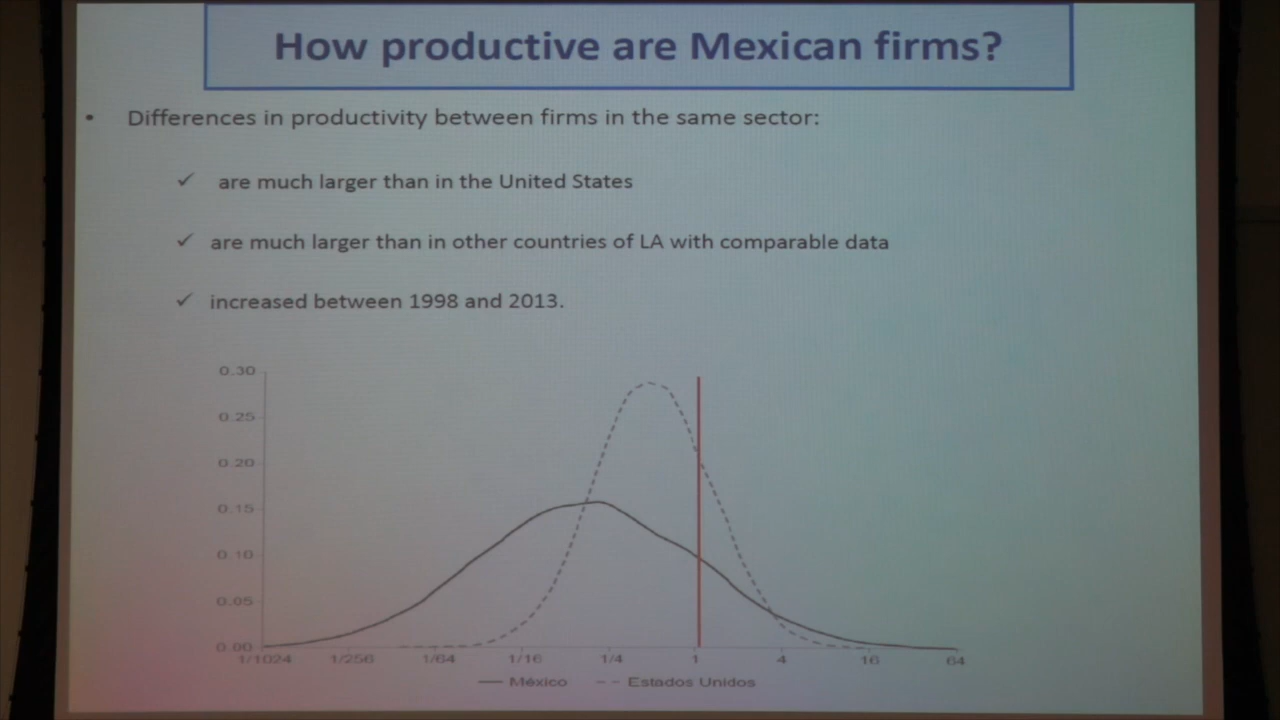 How productive are Mexican firms?
• Differences in productivity between firms in the same sector:
✓ are much larger than in the United States
✓ are much larger than in other countries of LA with comparable data
✓ increased between 1998 and 2013.
0.30
0.25
0.20
0.15
0.10
0.05
0.00
1/1024 1/256 1/64 1/16 1/4 1 4 16 64
México Estados Unidos